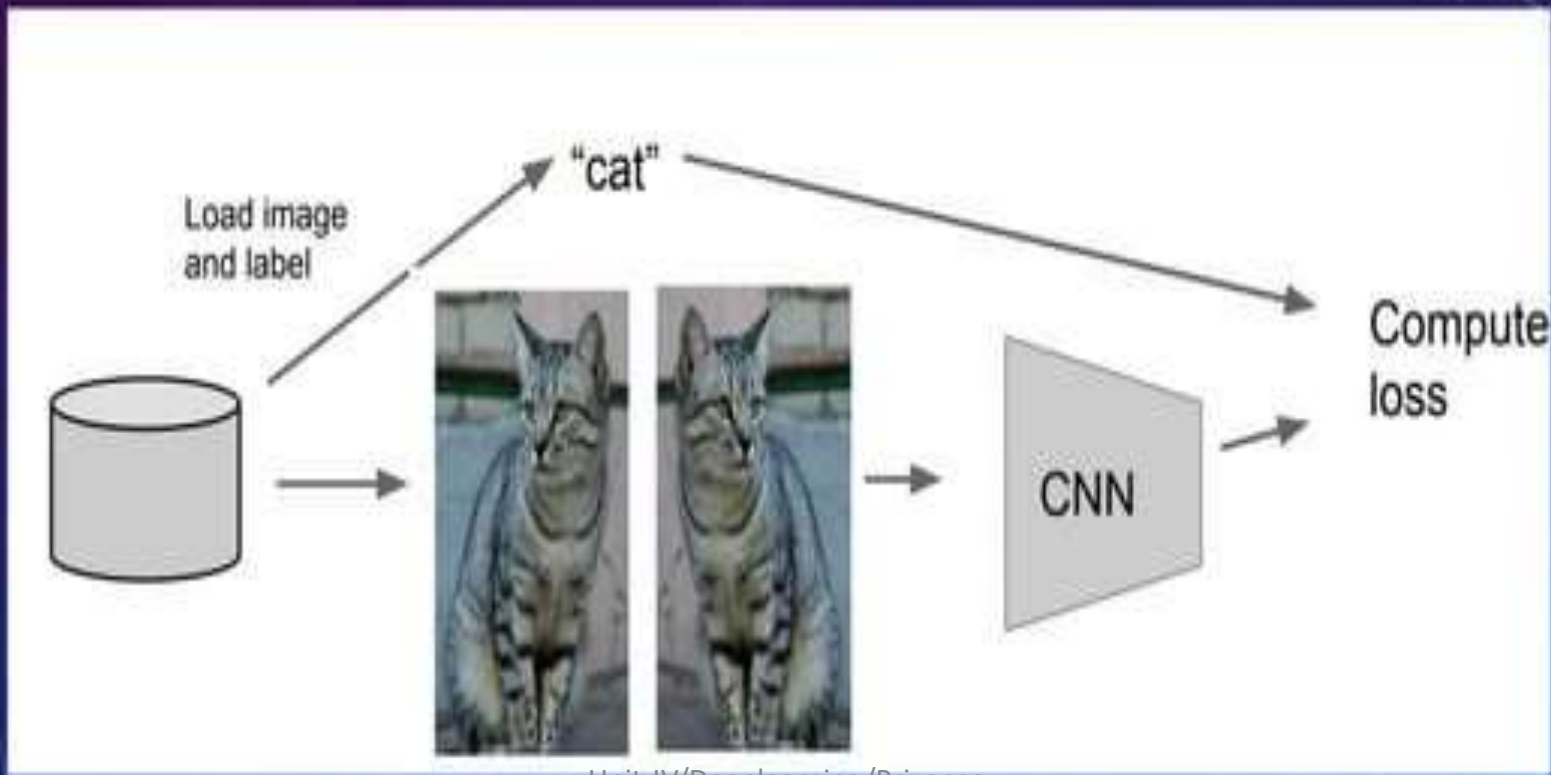 “cat”
Load image
and label
Compute
loss
CNN